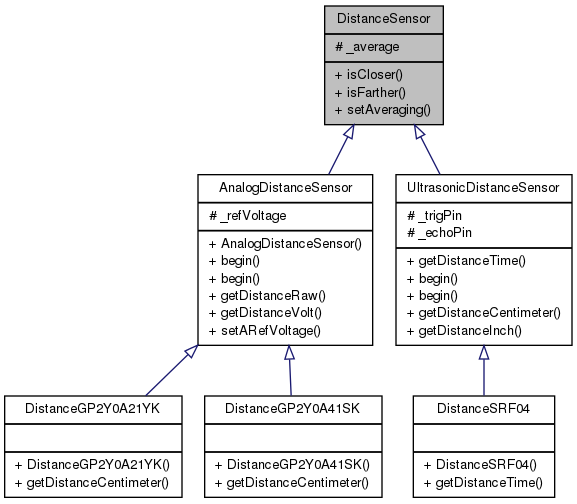 DistanceSensor
# _average
+ isCloser()
+ isFarther()
+ setAveraging()
AnalogDistanceSensor
# _refVoltage
+ AnalogDistanceSensor()
+ begin()
+ begin()
+ getDistanceRaw()
+ getDistanceVolt()
+ setARefVoltage()
UltrasonicDistanceSensor
# _trigPin
# _echoPin
+ getDistanceTime()
+ begin()
+ begin()
+ getDistanceCentimeter()
+ getDistanceInch()
DistanceGP2Y0A21YK
+ DistanceGP2Y0A21YK()
+ getDistanceCentimeter()
DistanceGP2Y0A41SK
+ DistanceGP2Y0A41SK()
+ getDistanceCentimeter()
DistanceSRF04
+ DistanceSRF04()
+ getDistanceTime()